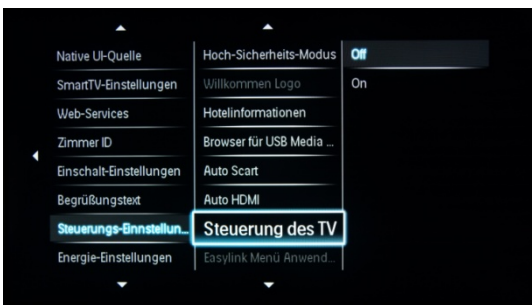 Native UI-Quelle
SmartTV-Einstellungen
Web-Services
Zimmer ID
Einschalt-Einstellungen
Begrüßungstext
Steuerungs-Einnstellun...
Energie-Einstellungen
Hoch-Sicherheits-Modus
Willkommen Logo
Hotelinformationen
Browser für USB Media ...
Auto Scart
Auto HDMI
Steuerung des TV
Easylink Menü Anwend...
Off
On